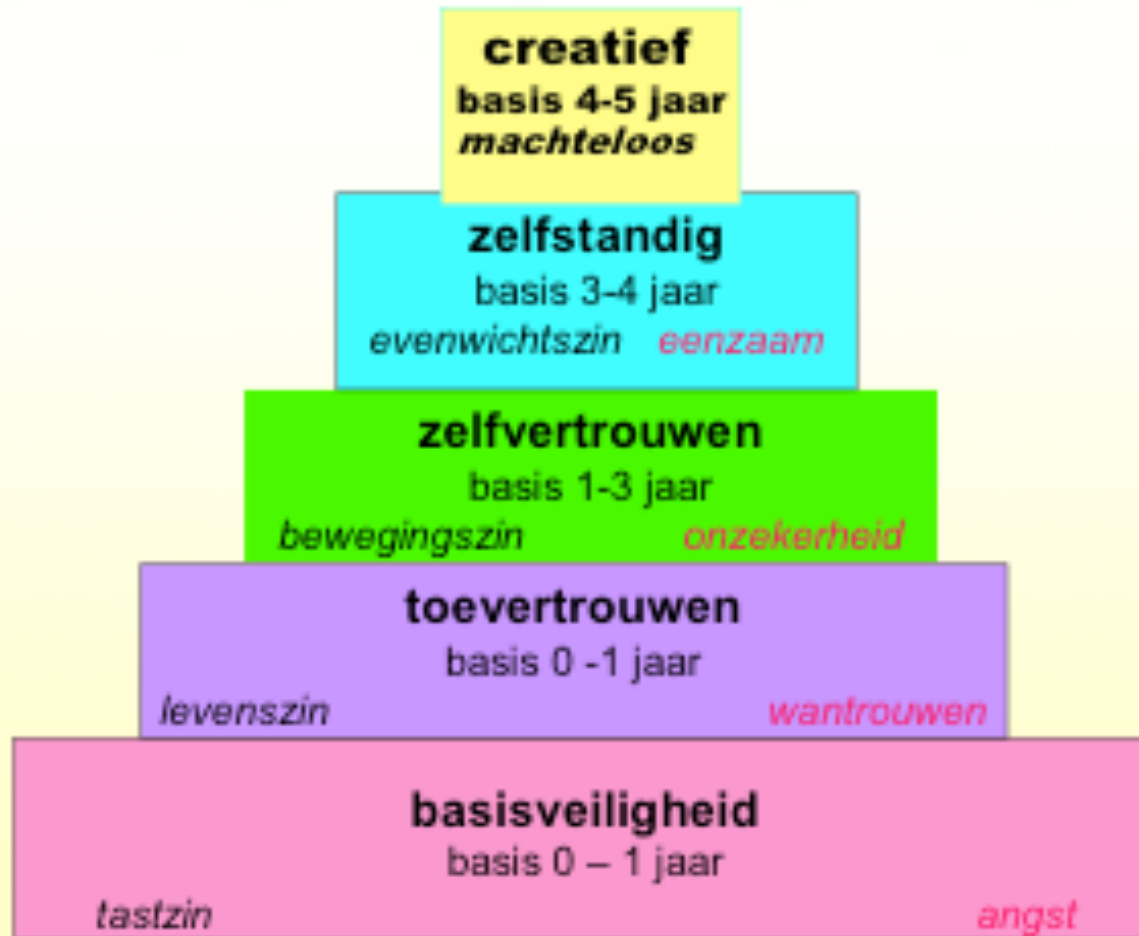 creatief
basis 4-5 jaar
machteloos
zelfstandig
basis 3-4 jaar
evenwichtszin eenzaam
zelfvertrouwen
basis 1-3 jaar
bewegingszin onzekerheid
toevertrouwen
basis 0 -1 jaar
levenszin wantrouwen
basisveiligheid
basis 0 – 1 jaar
tastzin angst